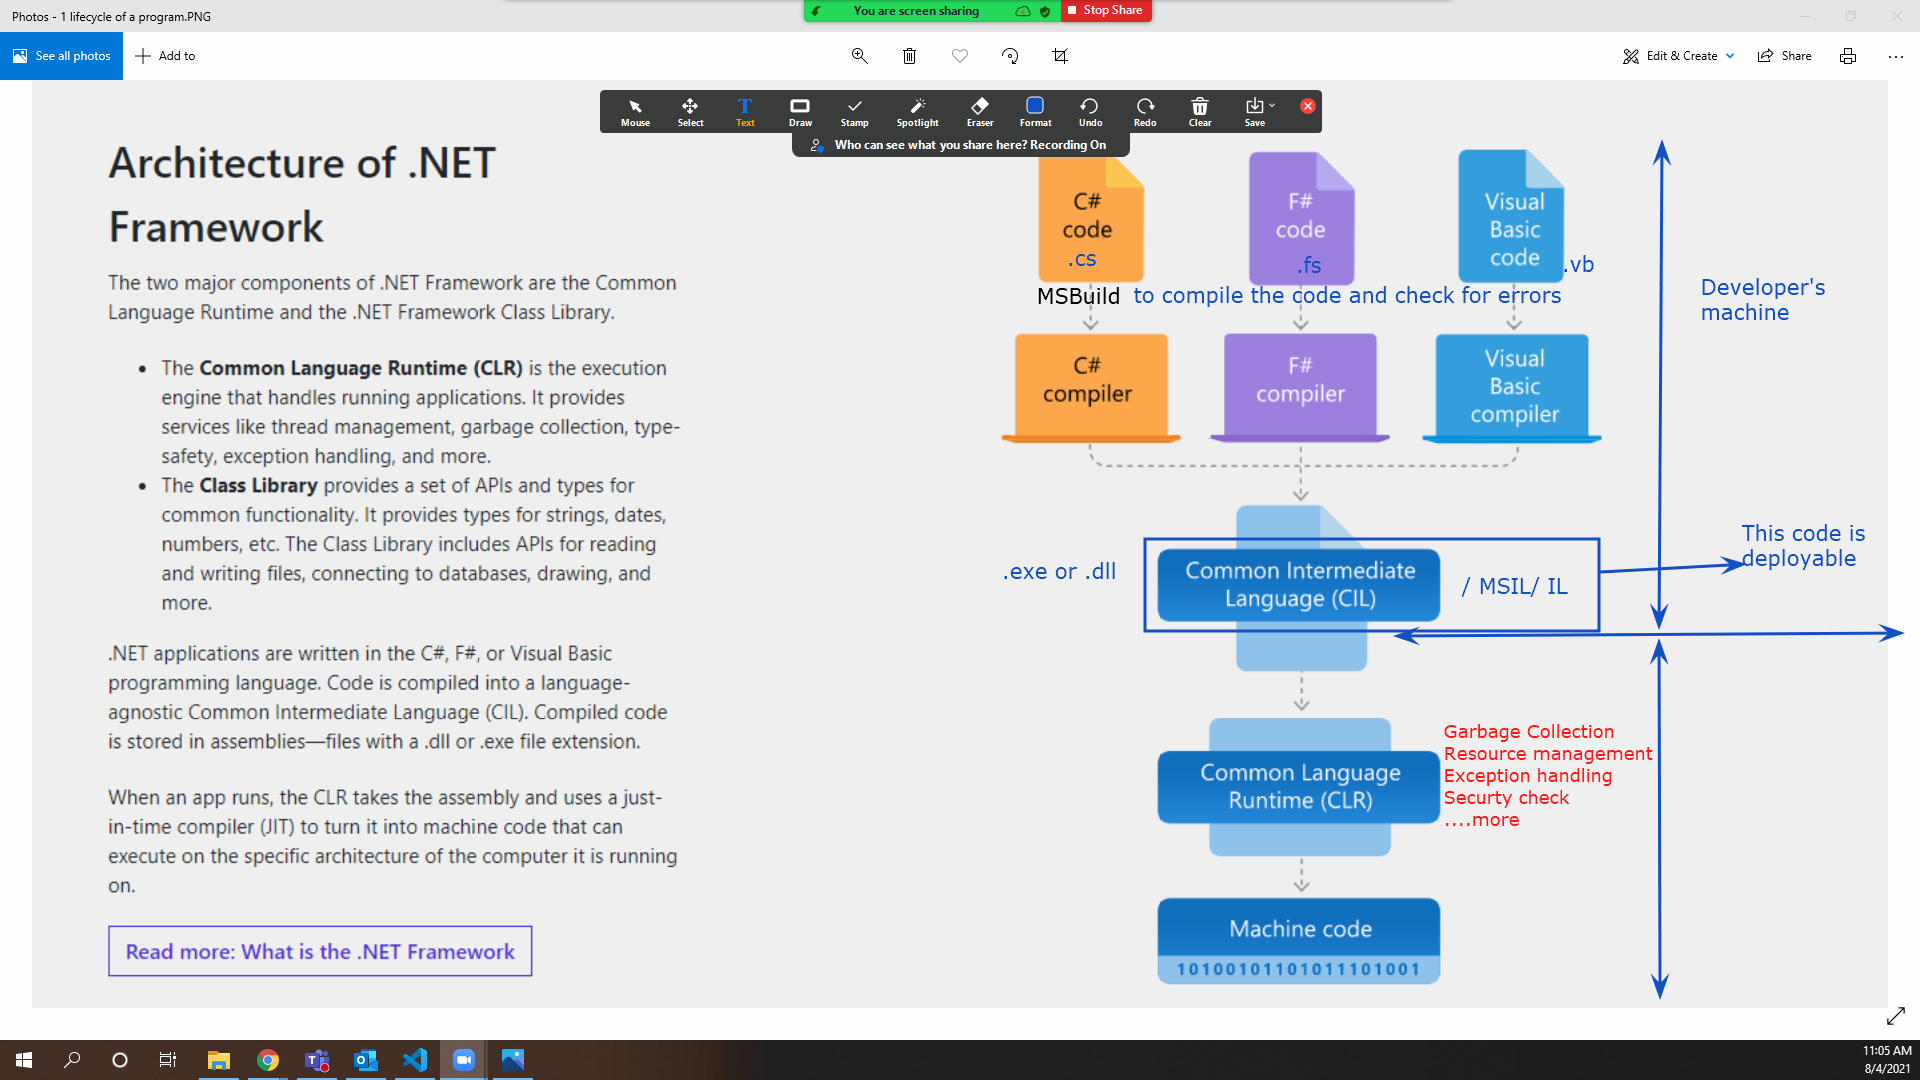 Photos - 1 lifecycle of a program.PNG
You are screen sharing
Stop Share
See all photos
Add to
Edit & Create
Share
Mouse
Select
Text
Draw
Stamp
Spotlight
Eraser
Format
Undo
Redo
Clear
Save
Who can see what you share here? Recording On
Architecture of .NET
Framework
The two major components of .NET Framework are the Common
Language Runtime and the .NET Framework Class Library.
• The Common Language Runtime (CLR) is the execution
engine that handles running applications. It provides
services like thread management, garbage collection, type-
safety, exception handling, and more.
• The Class Library provides a set of APIs and types for
common functionality. It provides types for strings, dates,
numbers, etc. The Class Library includes APIs for reading
and writing files, connecting to databases, drawing, and
more.
.NET applications are written in the C#, F#, or Visual Basic
programming language. Code is compiled into a language-
agnostic Common Intermediate Language (CIL). Compiled code
is stored in assemblies—files with a .dll or .exe file extension.
When an app runs, the CLR takes the assembly and uses a just-
in-time compiler (JIT) to turn it into machine code that can
execute on the specific architecture of the computer it is running
on.
Read more: What is the .NET Framework
C#
code
.cs
F#
code
.fs
Visual
Basic
code
.vb
MSBuild to compile the code and check for errors
Developer's
machine
C#
compiler
F#
compiler
Visual
Basic
compiler
.exe or .dll
Common Intermediate
Language (CIL)
/ MSIL/ IL
This code is
deployable
Common Language
Runtime (CLR)
Garbage Collection
Resource management
Exception handling
Securty check
....more
Machine code
101001011010111101001
11:05 AM
8/4/2021